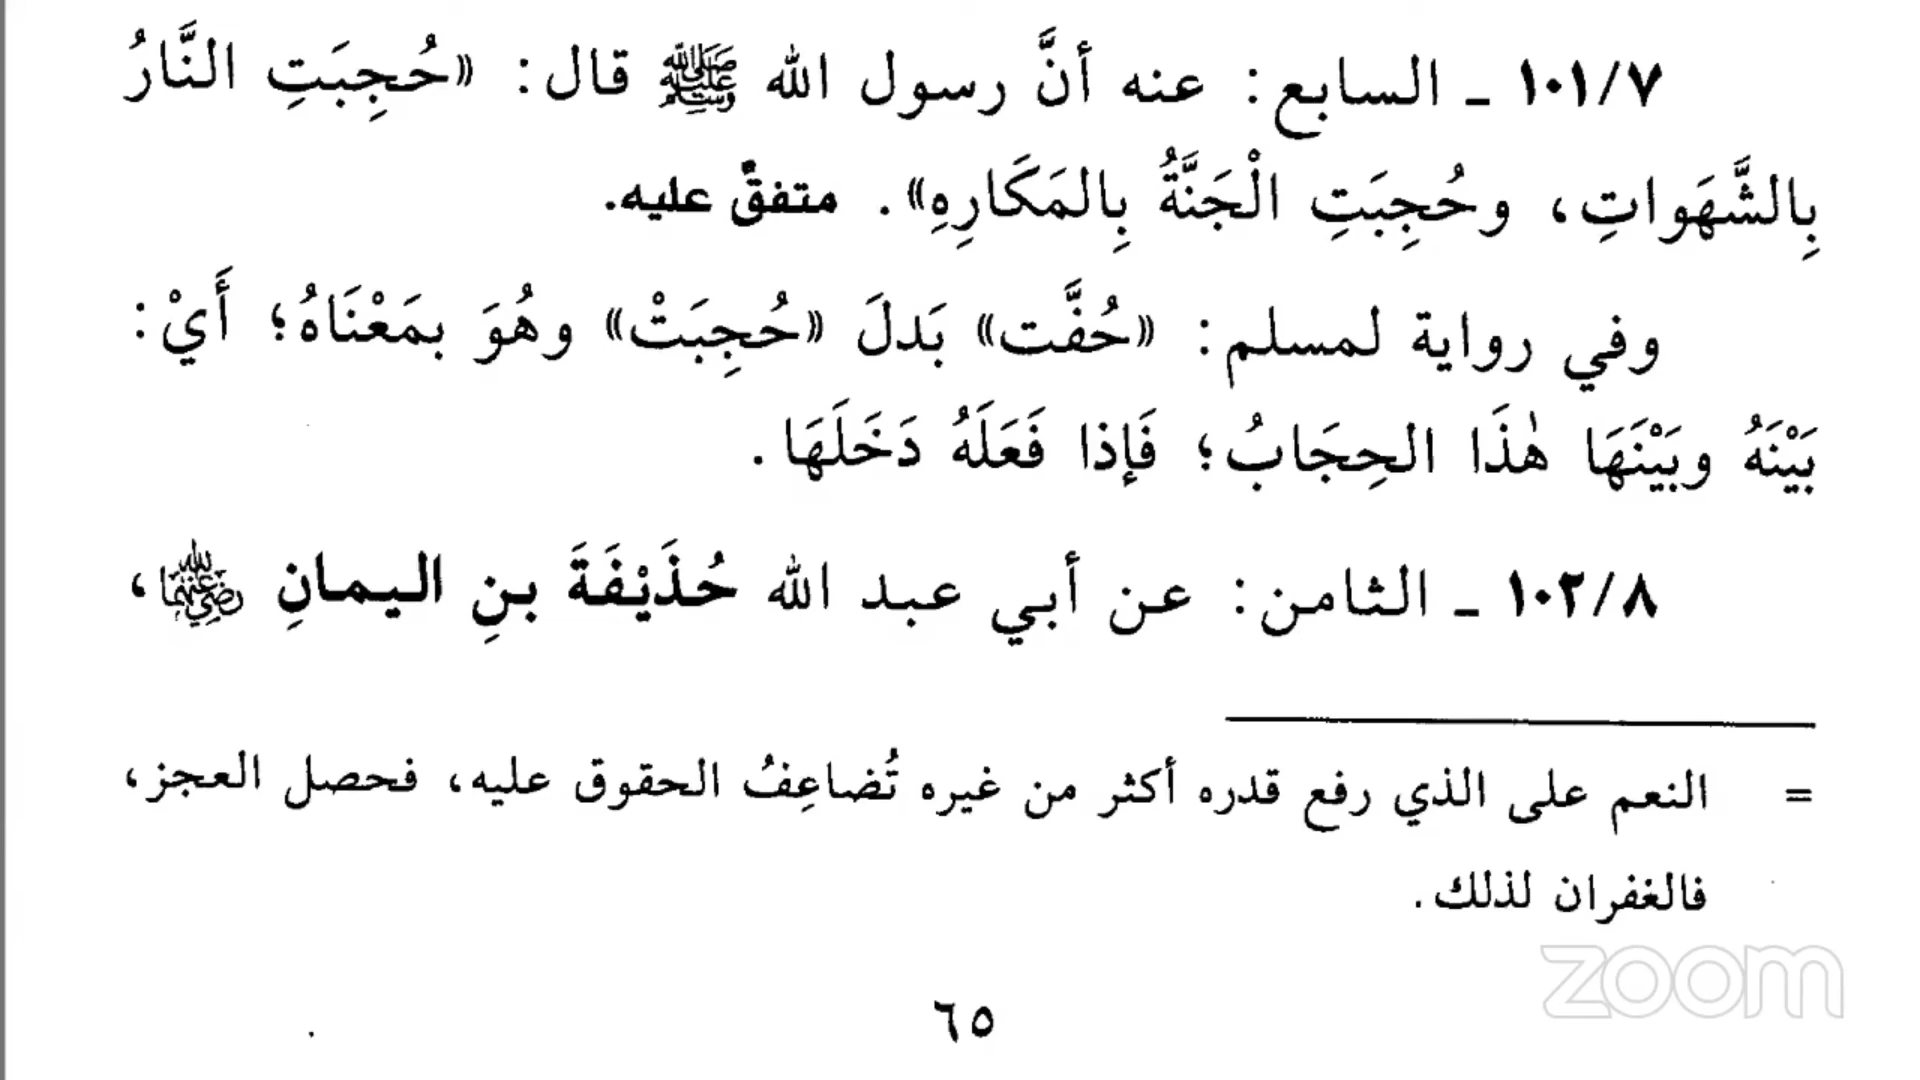 ١٠١/٧ ـ السابع: عنه أنَّ رسول الله ﷺ قال: «حُجِبَتِ النَّارُ
بِالشَّهَواتِ، وحُجِبَتِ الْجَنَّةُ بِالمَكَارِهِ». متفقٌ عليه.
وفي رواية لمسلم: «حُفَّت» بَدلَ «حُجِبَتْ» وهُوَ بمَعْنَاهُ؛ أَيْ:
بَيْنَهُ وبَيْنَهَا هٰذَا الحِجَابُ؛ فَإذا فَعَلَهُ دَخَلَهَا.
١٠٢/٨ ـ الثامن: عن أبي عبد الله حُذَيْفَةَ بنِ اليمانِ رضي الله عنهما،
= النعم على الذي رفع قدره أكثر من غيره تُضاعِفُ الحقوق عليه، فحصل العجز،
فالغفران لذلك.
zoom
٦٥